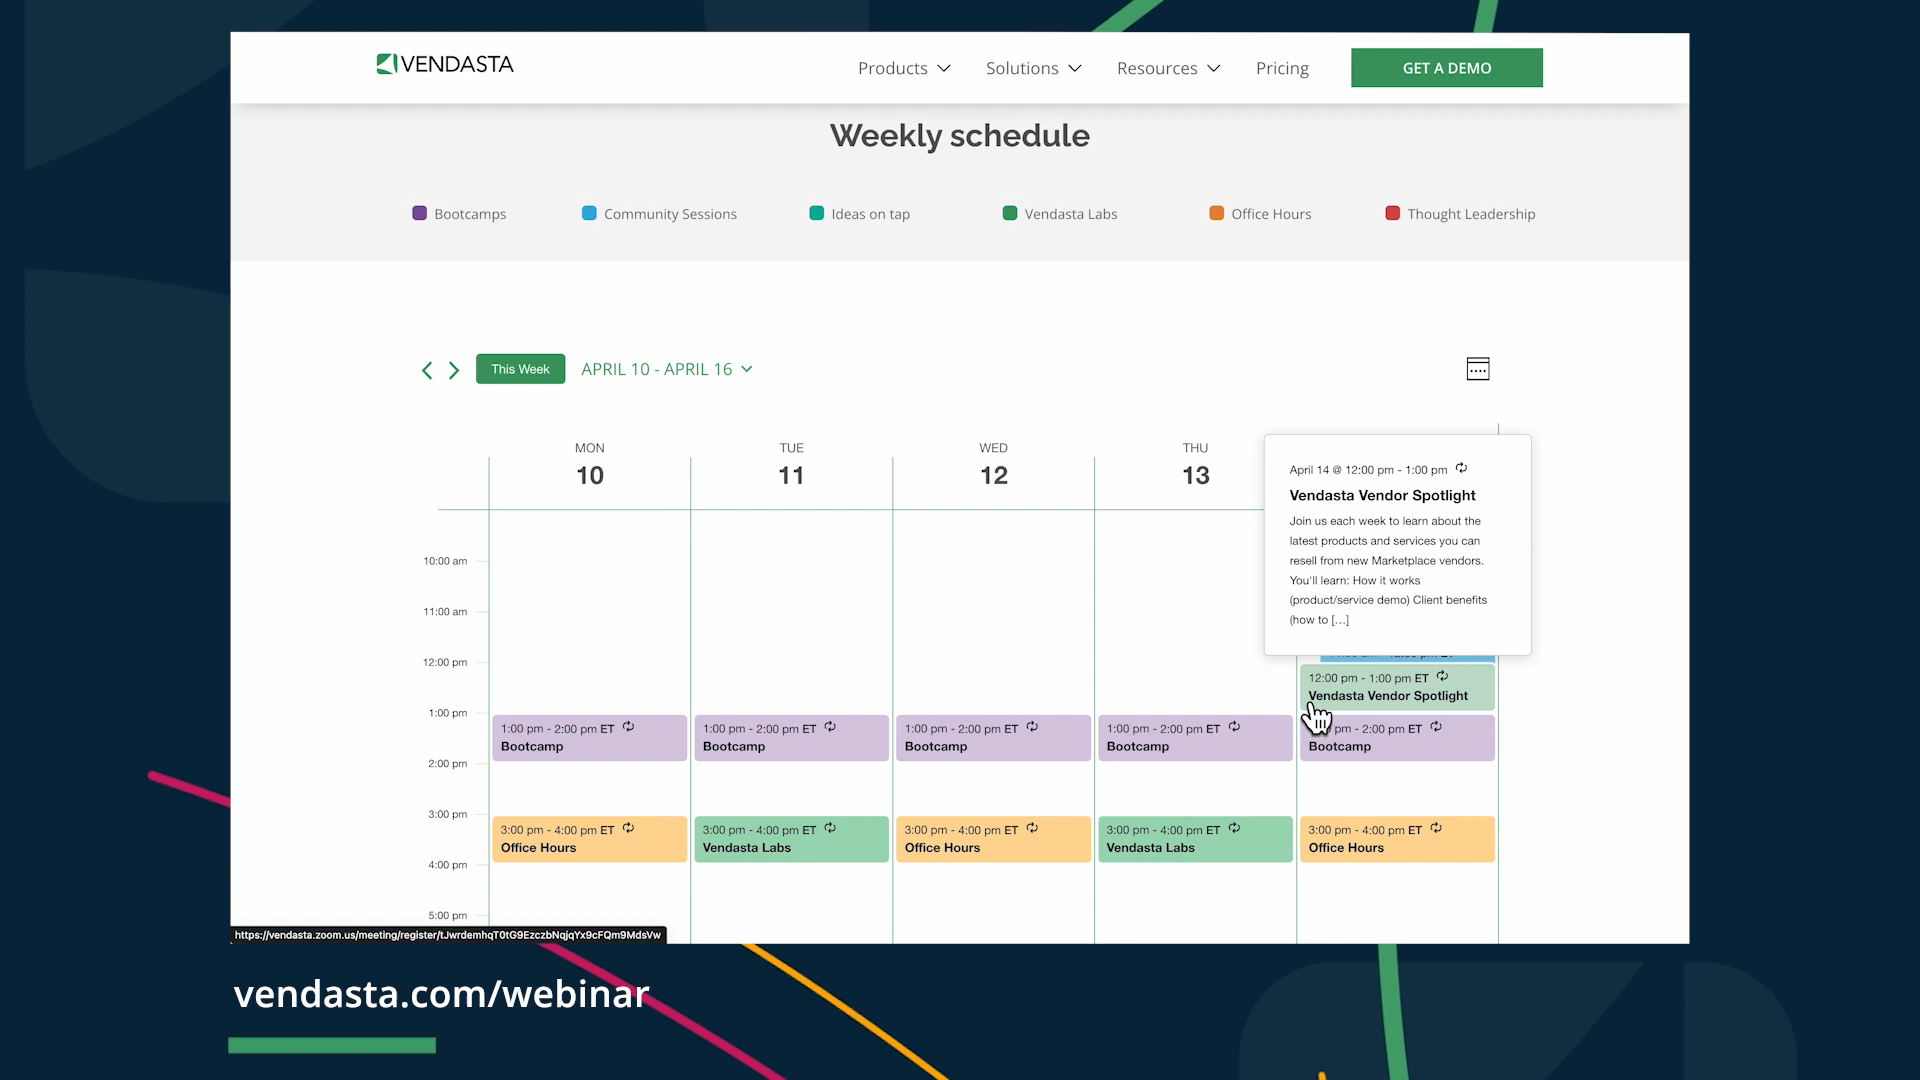 VENDASTA
Products
Solutions
Resources
Pricing
GET A DEMO
Weekly schedule
Bootcamps
Community Sessions
Ideas on tap
Vendasta Labs
Office Hours
Thought Leadership
This Week
APRIL 10 - APRIL 16
MON
10
TUE
11
WED
12
THU
13
April 14 @ 12:00 pm - 1:00 pm
Vendasta Vendor Spotlight
Join us each week to learn about the
latest products and services you can
resell from new Marketplace vendors.
You'll learn: How it works
(product/service demo) Client benefits
(how to [...]
10:00 am
11:00 am
12:00 pm
12:00 pm - 1:00 pm ET
Vendasta Vendor Spotlight
1:00 pm
1:00 pm - 2:00 pm ET
Bootcamp
1:00 pm - 2:00 pm ET
Bootcamp
1:00 pm - 2:00 pm ET
Bootcamp
1:00 pm - 2:00 pm ET
Bootcamp
pm - 2:00 pm ET
Bootcamp
2:00 pm
3:00 pm
3:00 pm - 4:00 pm ET
Office Hours
3:00 pm - 4:00 pm ET
Vendasta Labs
3:00 pm - 4:00 pm ET
Office Hours
3:00 pm - 4:00 pm ET
Vendasta Labs
3:00 pm - 4:00 pm ET
Office Hours
4:00 pm
5:00 pm
https://vendasta.zoom.us/meeting/register/tJwrdemhqT0tG9EzczbNqjqYx9cFQm9MdsVw
vendasta.com/webinar